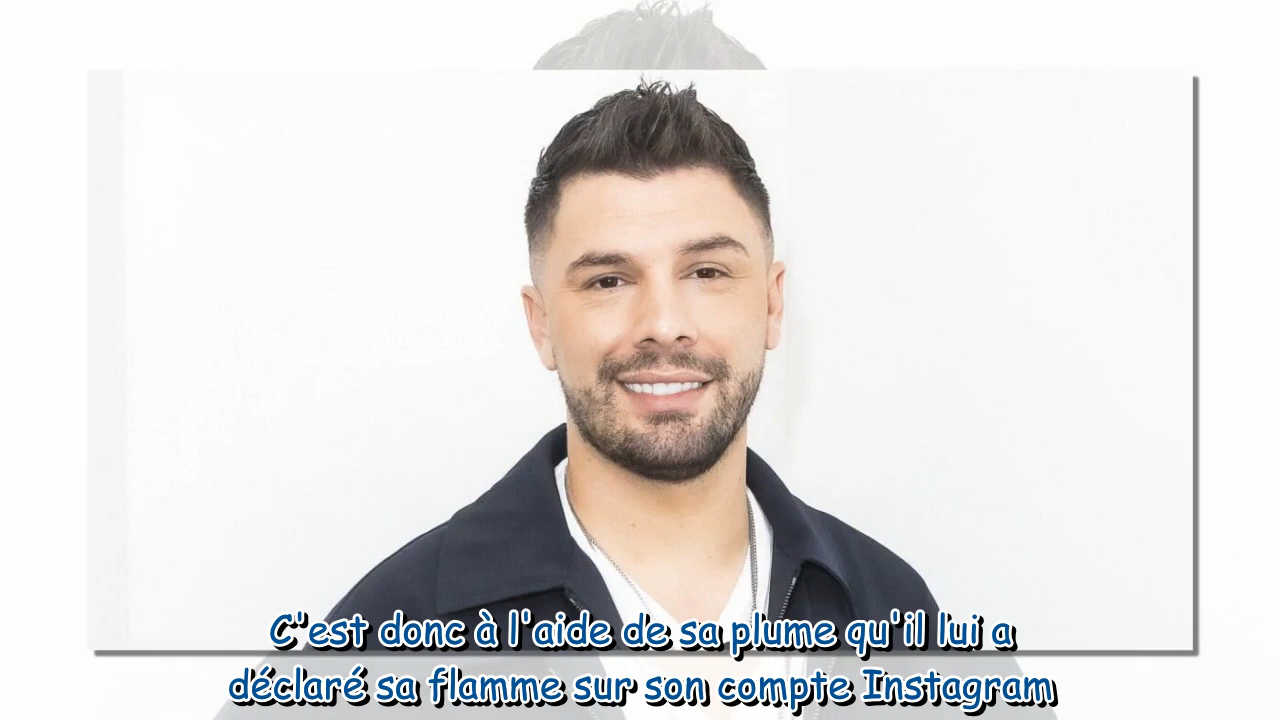 C'est donc à l'aide de sa plume qu'il lui a
déclaré sa flamme sur son compte Instagram